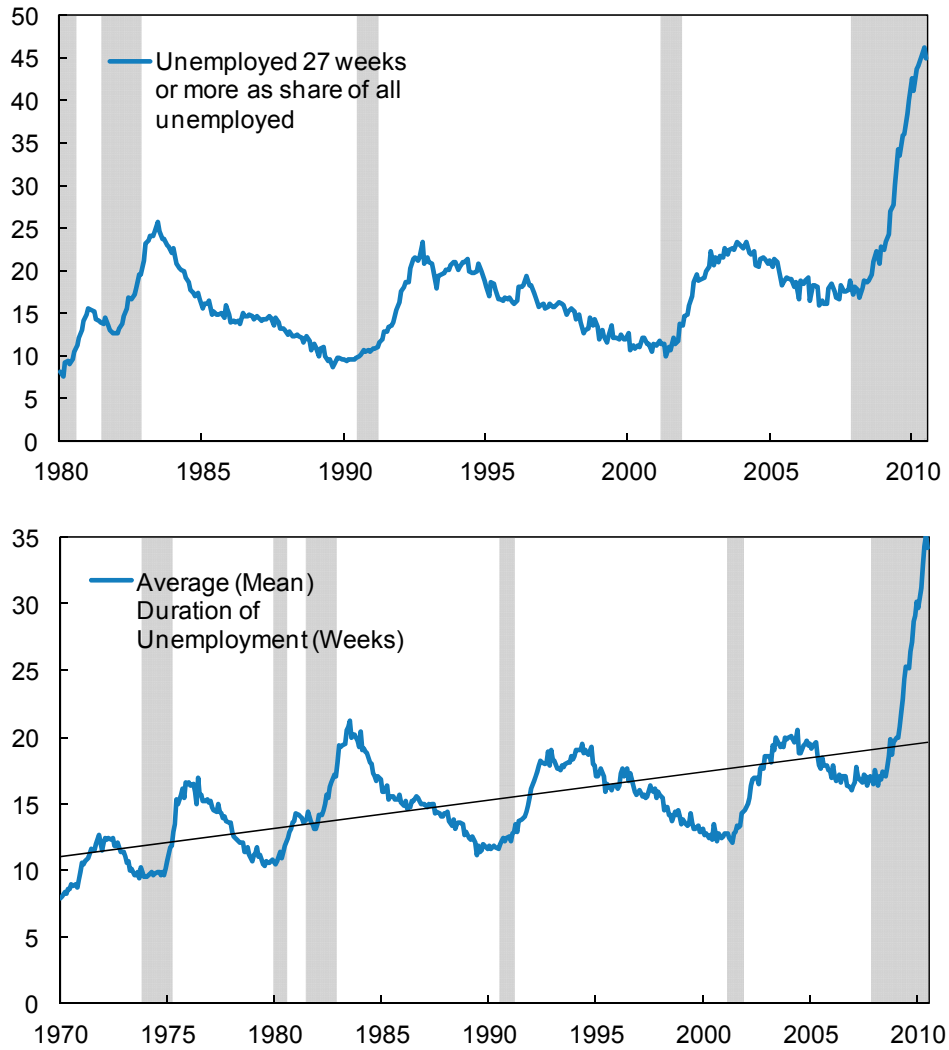 50
45
40
35
30
25
20
15
10
5
0
Unemployed 27 weeks
or more as share of all
unemployed
1980 1985 1990 1995 2000 2005 2010
35
30
25
20
15
10
5
0
Average (Mean)
Duration of
Unemployment (Weeks)
1970 1975 1980 1985 1990 1995 2000 2005 2010